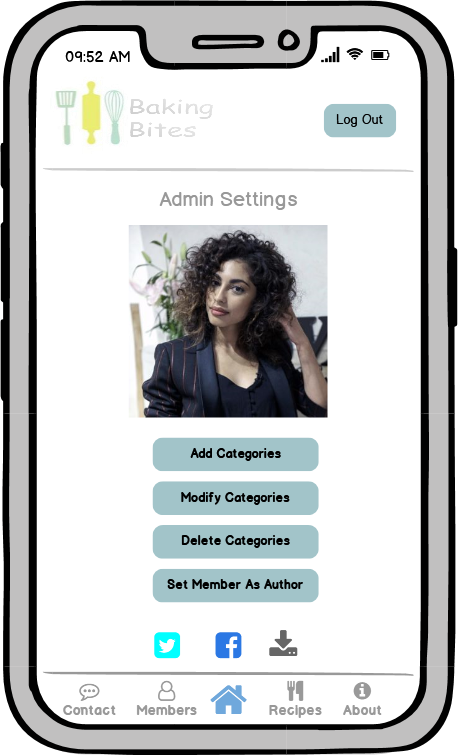 09:52 AM
Baking
Bites
Log Out
Admin Settings
Add Categories
Modify Categories
Delete Categories
Set Member As Author
Contact
Members
Recipes
About